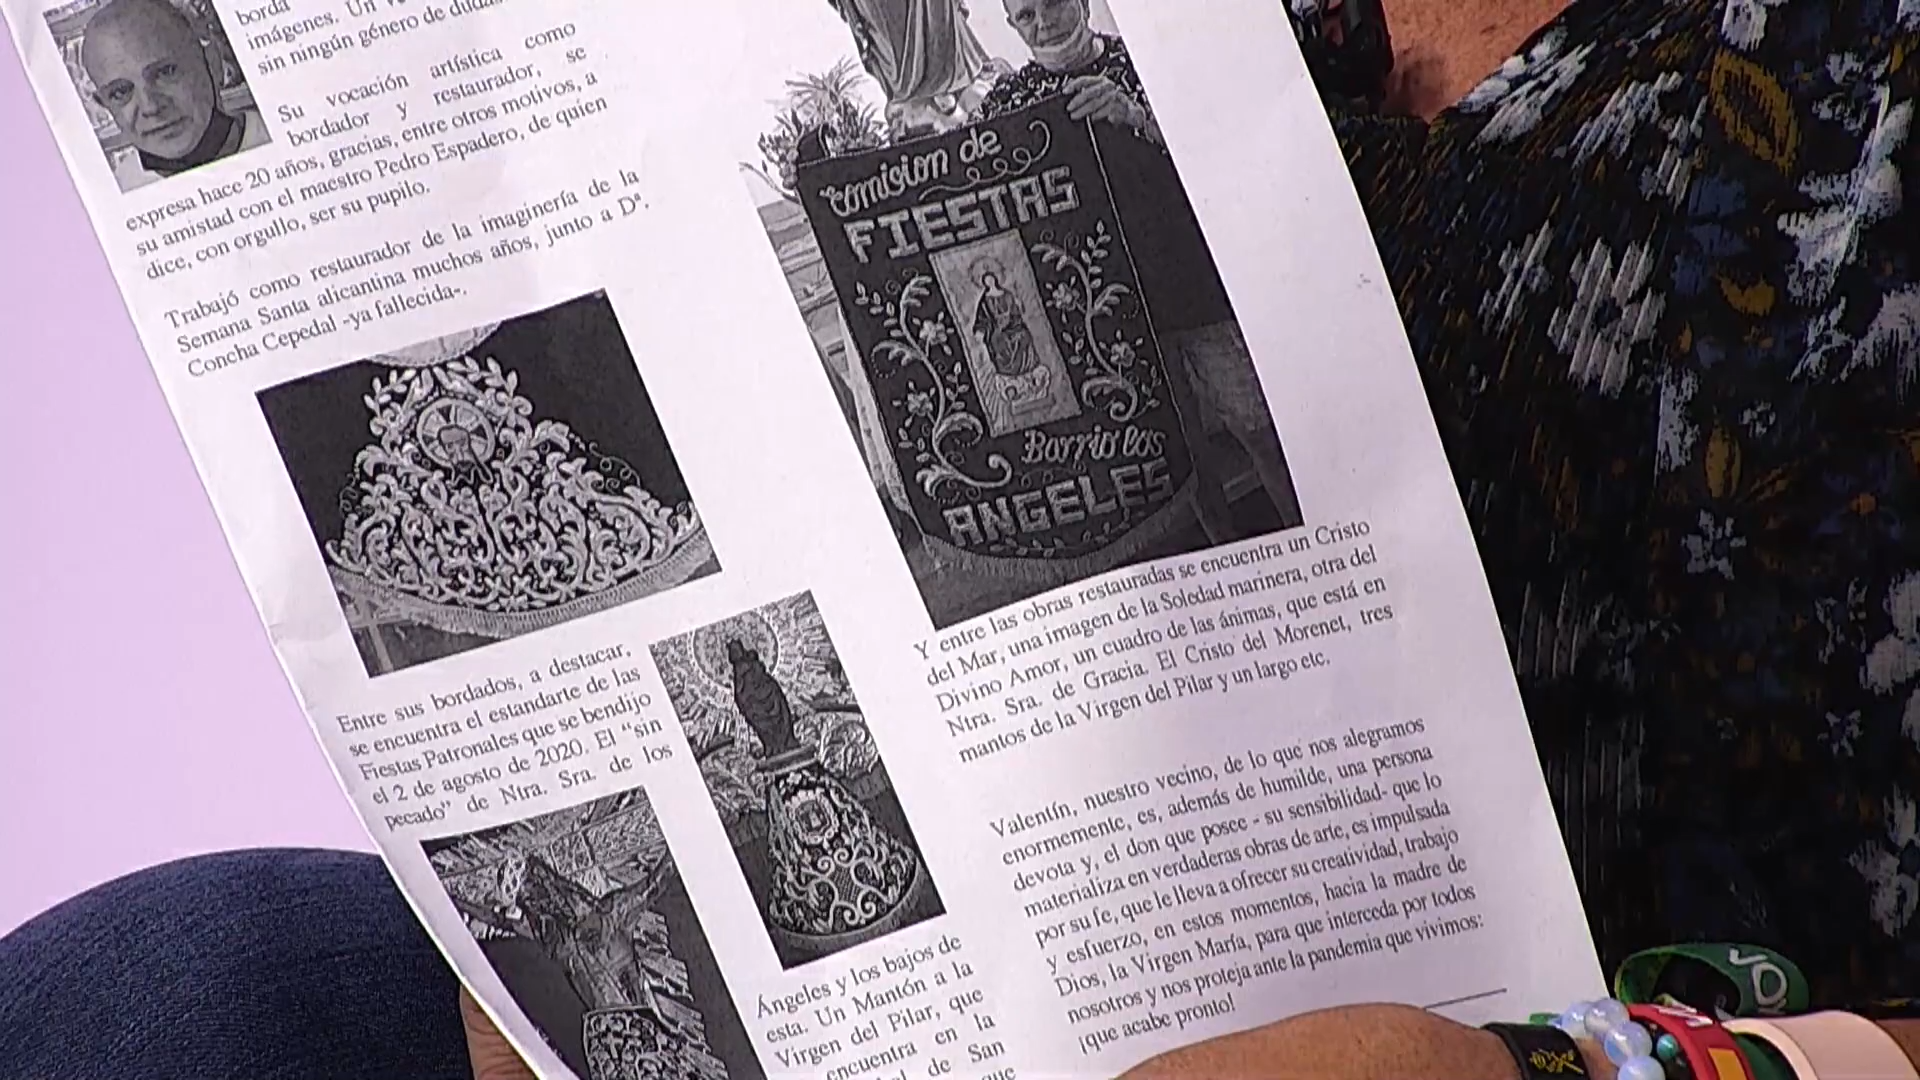 borda
imágenes. Un
sin ningún género de dudas
Su vocación artística como
bordador y restaurador, se
expresa hace 20 años, gracias, entre otros motivos, a
su amistad con el maestro Pedro Espadero, de quien
dice, con orgullo, ser su pupilo.
Trabajó como restaurador de la imaginería de la
Semana Santa alicantina muchos años, junto a Dª.
Concha Cepedal -ya fallecida-.
Entre sus bordados, a destacar,
se encuentra el estandarte de las
Fiestas Patronales que se bendijo
el 2 de agosto de 2020. El "sin
pecado" de Ntra. Sra. de los
Ángeles y los bajos de
esta. Un Mantón a la
Virgen del Pilar, que
encuentra en la
de San
que
comision de
FIESTAS
Barrio los
ANGELES
Y entre las obras restauradas se encuentra un Cristo
del Mar, una imagen de la Soledad marinera, otra del
Divino Amor, un cuadro de las ánimas, que está en
Ntra. Sra. de Gracia. El Cristo del Morenet, tres
mantos de la Virgen del Pilar y un largo etc.
Valentín, nuestro vecino, de lo que nos alegramos
enormemente, es, además de humilde, una persona
devota y, el don que posee - su sensibilidad- que lo
materializa en verdaderas obras de arte, es impulsada
por su fe, que le lleva a ofrecer su creatividad, trabajo
y esfuerzo, en estos momentos, hacia la madre de
Dios, la Virgen María, para que interceda por todos
nosotros y nos proteja ante la pandemia que vivimos:
¡que acabe pronto!